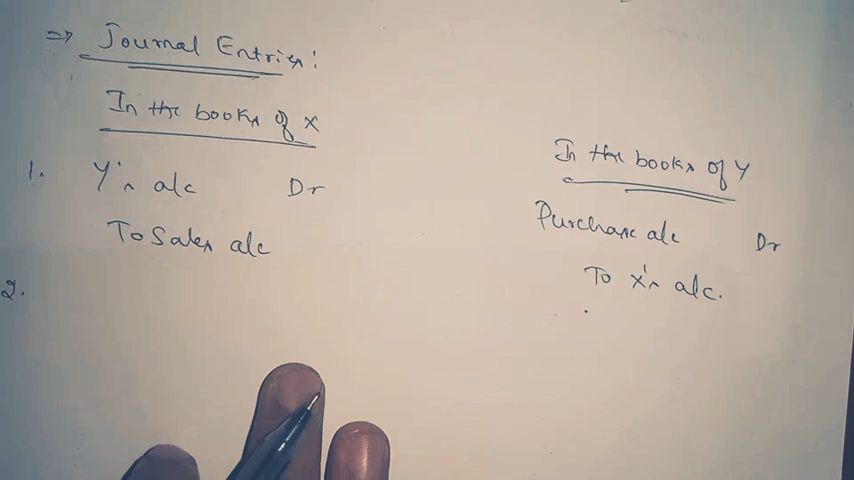 ⇒ Journal Entries:
In the books of X
1. Y's a/c Dr
To Sales a/c
2.
In the books of Y
Purchase a/c Dr
To X's a/c.